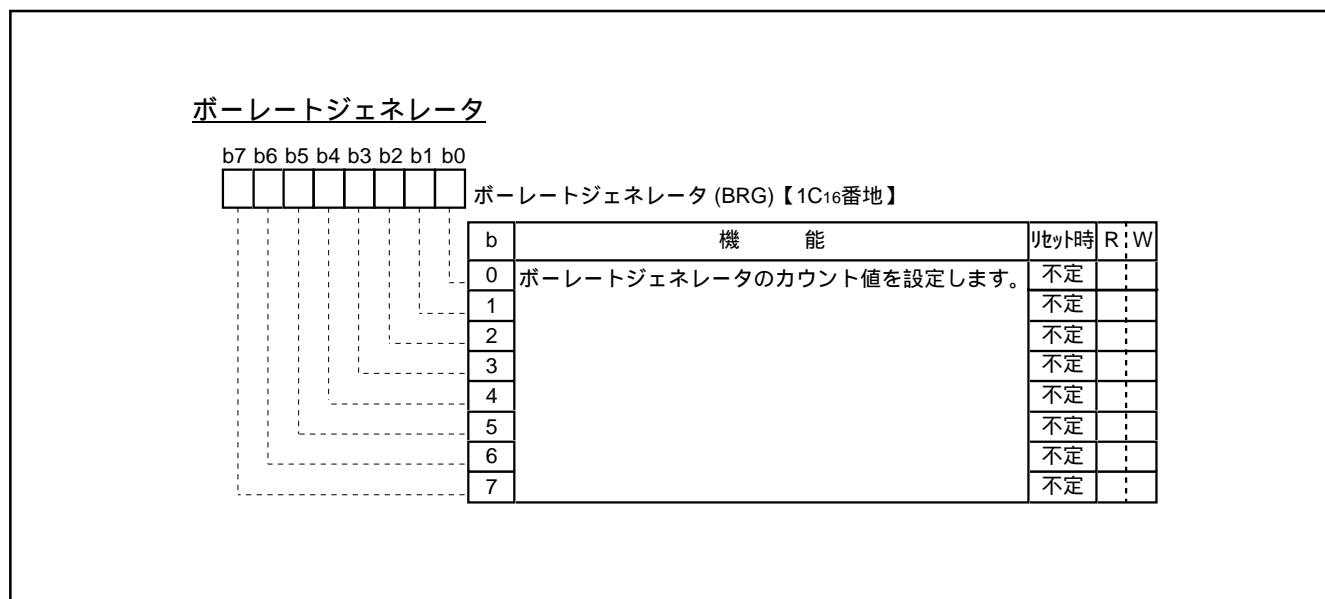 ボーレートジェネレータ
b7 b6 b5 b4 b3 b2 b1 b0
ボーレートジェネレータ (BRG)【1C16番地】
b 機 能 リセット時 R W
0 ボーレートジェネレータのカウント値を設定します。 不定
1 不定
2 不定
3 不定
4 不定
5 不定
6 不定
7 不定